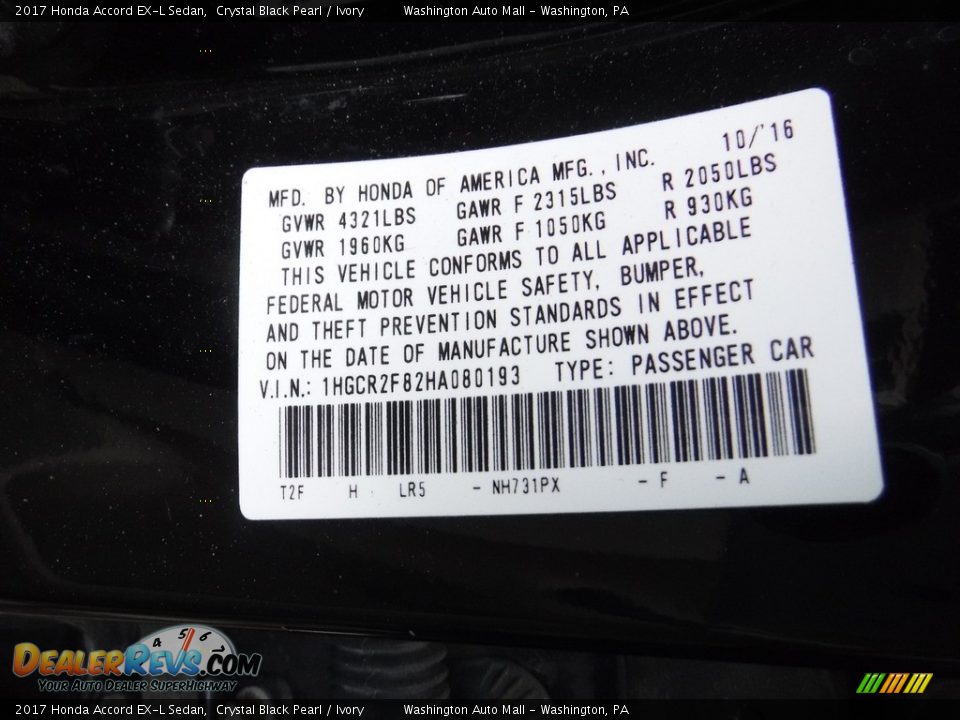 2017 Honda Accord EX-L Sedan, Crystal Black Pearl / Ivory Washington Auto Mall - Washington, PA
10/'16
MFD. BY HONDA OF AMERICA MFG., INC.
GVWR 4321LBS GAWR F 2315LBS R 2050LBS
GVWR 1960KG GAWR F 1050KG R 930KG
THIS VEHICLE CONFORMS TO ALL APPLICABLE
FEDERAL MOTOR VEHICLE SAFETY, BUMPER,
AND THEFT PREVENTION STANDARDS IN EFFECT
ON THE DATE OF MANUFACTURE SHOWN ABOVE.
V.I.N.: 1HGCR2F82HA080193 TYPE: PASSENGER CAR
T2F H LR5 - NH731PX - F - A
4 5 6
DealerRevs.com
Your Auto Dealer SuperHighway
2017 Honda Accord EX-L Sedan, Crystal Black Pearl / Ivory Washington Auto Mall - Washington, PA